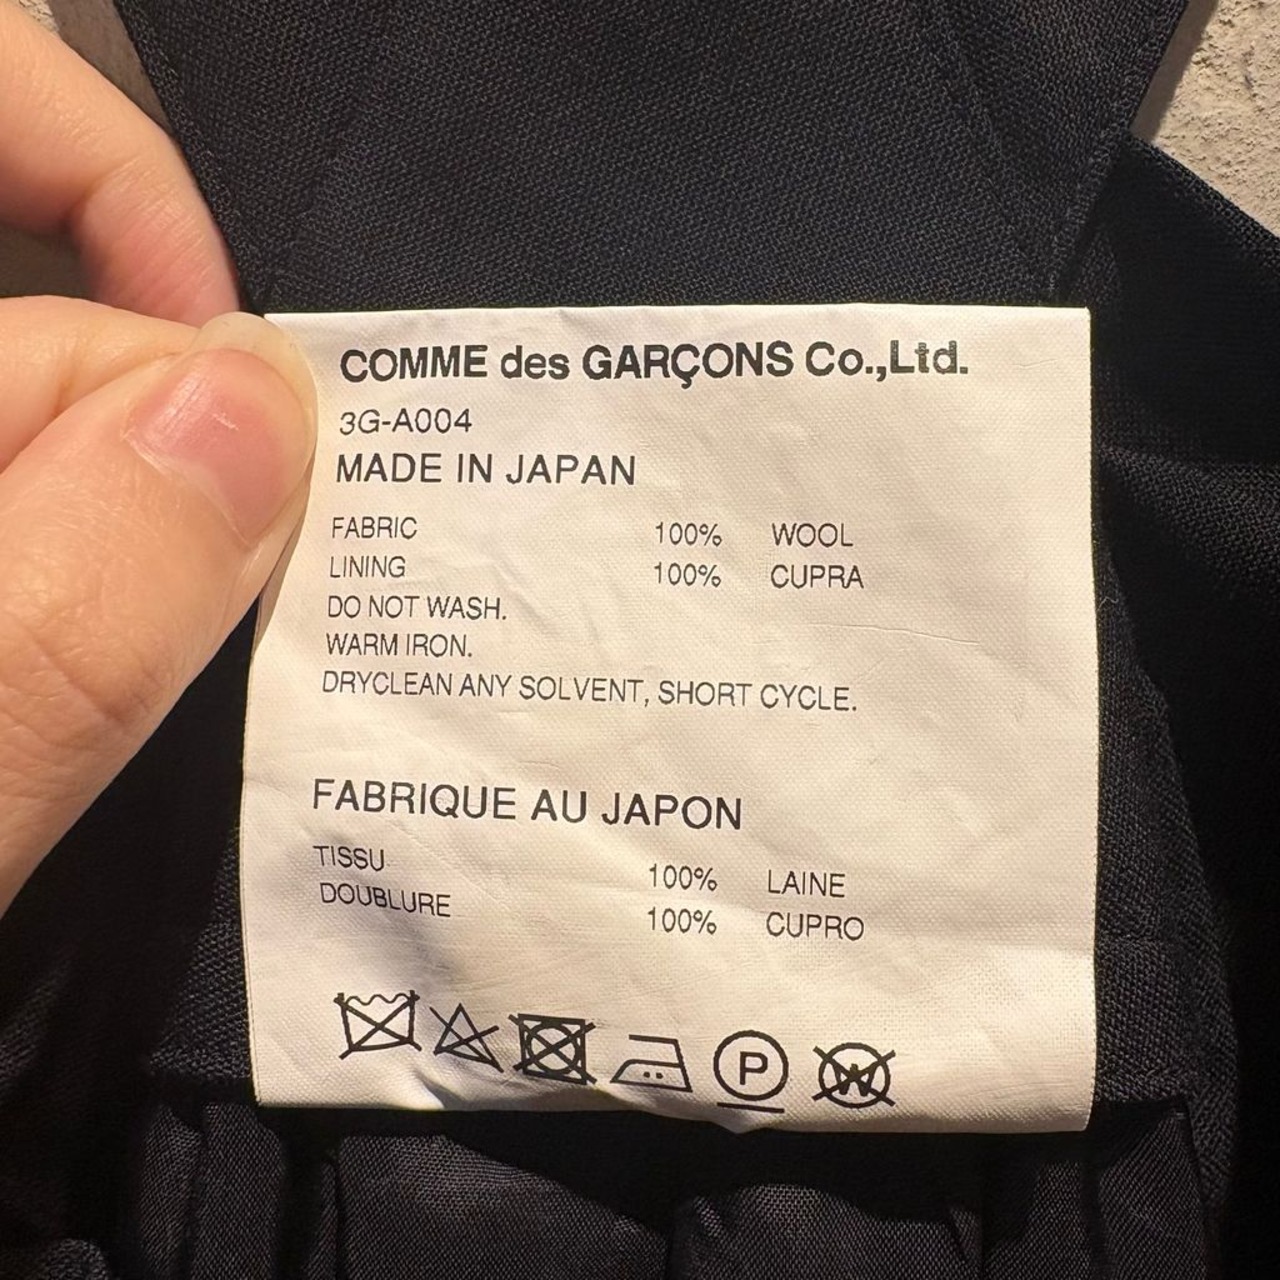 COMME des GARÇONS Co.,Ltd.
3G-A004
MADE IN JAPAN
FABRIC 100% WOOL
LINING 100% CUPRA
DO NOT WASH.
WARM IRON.
DRYCLEAN ANY SOLVENT, SHORT CYCLE.
FABRIQUE AU JAPON
TISSU 100% LAINE
DOUBLURE 100% CUPRO
P W